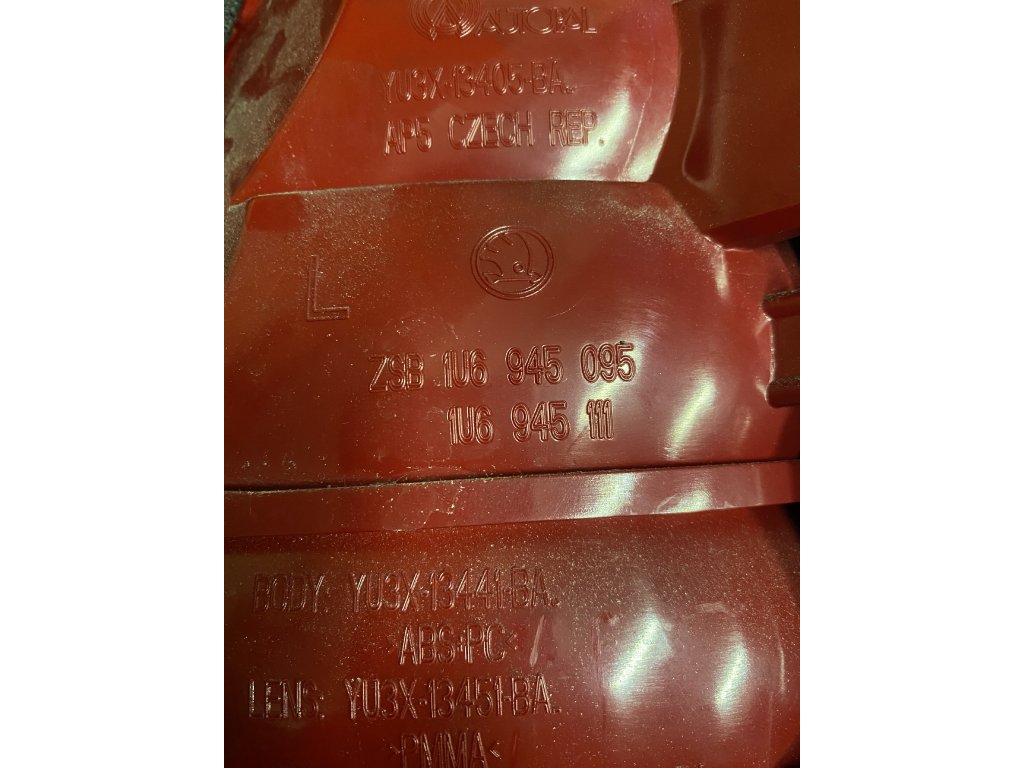 AUTOPAL
YU3X-13405-BA..
AP5 CZECH REP.
L
ZSB 1U6 945 095
1U6 945 111
BODY: YU3X-13441-BA..
>ABS+PC<
LENS: YU3X-13451-BA..
>PMMA<